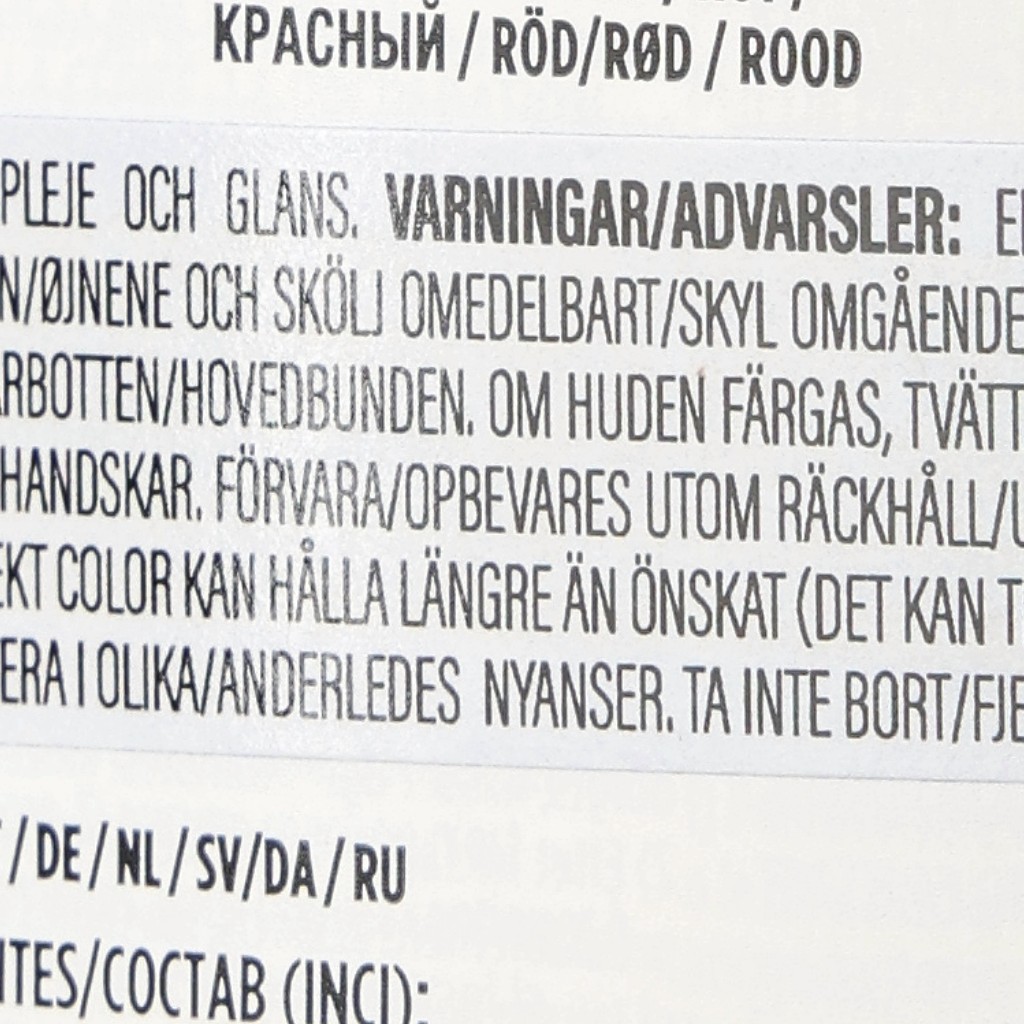 КРАСНЫЙ / RÖD/RØD / ROOD
PLEJE OCH GLANS. VARNINGAR/ADVARSLER:
N/ØJNENE OCH SKÖLJ OMEDELBART/SKYL OMGÅENDE
RBOTTEN/HOVEDBUNDEN. OM HUDEN FÄRGAS, TVÄTT
HANDSKAR. FÖRVARA/OPBEVARES UTOM RÄCKHÅLL/U
EKT COLOR KAN HÅLLA LÄNGRE ÄN ÖNSKAT (DET KAN T
ERA I OLIKA/ANDERLEDES NYANSER. TA INTE BORT/FJE
/ DE / NL / SV/DA / RU
ITES/СОСТАВ (INCI):